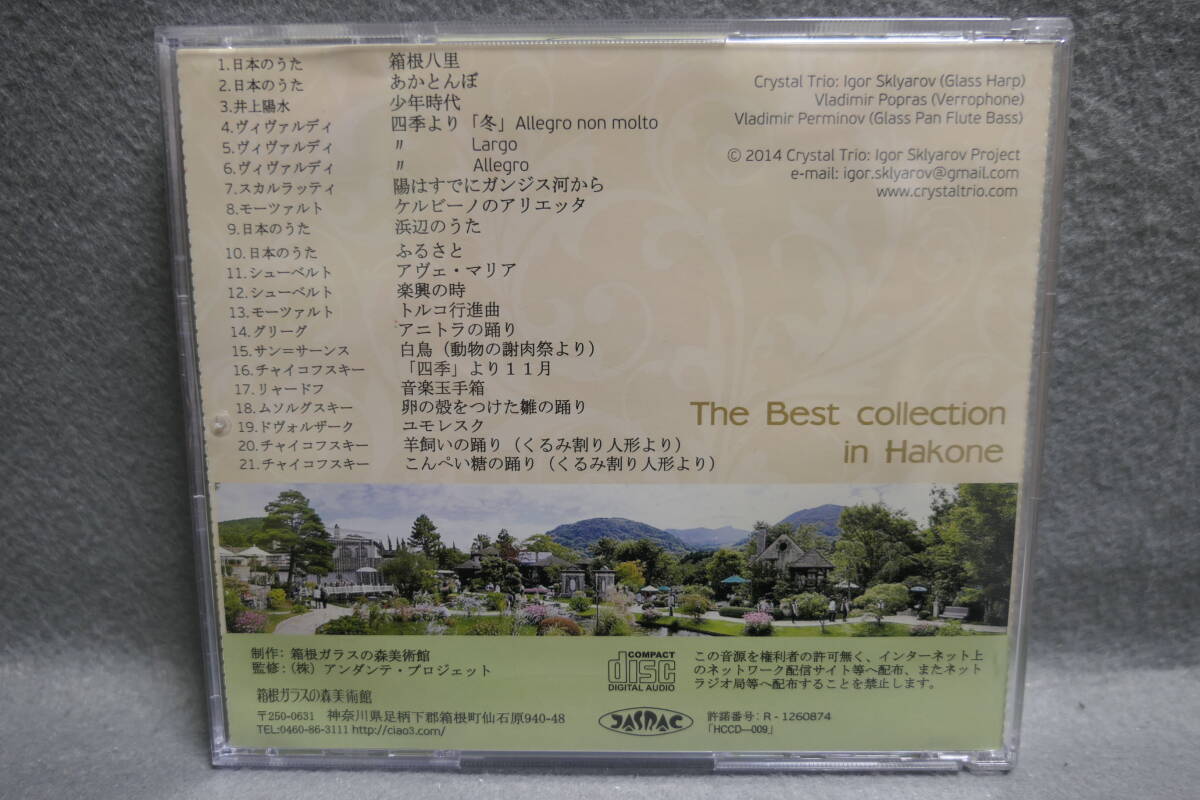 1.日本のうた 箱根八里
2.日本のうた あかとんぼ
3.井上陽水 少年時代
4.ヴィヴァルディ 四季より「冬」Allegro non molto
5.ヴィヴァルディ 〃 Largo
6.ヴィヴァルディ 〃 Allegro
7.スカルラッティ 陽はすでにガンジス河から
8.モーツァルト ケルビーノのアリエッタ
9.日本のうた 浜辺のうた
10.日本のうた ふるさと
11.シューベルト アヴェ・マリア
12.シューベルト 楽興の時
13.モーツァルト トルコ行進曲
14.グリーグ アニトラの踊り
15.サン=サーンス 白鳥（動物の謝肉祭より）
16.チャイコフスキー 「四季」より１１月
17.リャードフ 音楽玉手箱
18.ムソルグスキー 卵の殻をつけた雛の踊り
19.ドヴォルザーク ユモレスク
20.チャイコフスキー 羊飼いの踊り（くるみ割り人形より）
21.チャイコフスキー こんぺい糖の踊り（くるみ割り人形より）
Crystal Trio: Igor Sklyarov (Glass Harp)
Vladimir Popras (Verrophone)
Vladimir Perminov (Glass Pan Flute Bass)
© 2014 Crystal Trio: Igor Sklyarov Project
e-mail: igor.sklyarov@gmail.com
www.crystaltrio.com
The Best collection
in Hakone
制作: 箱根ガラスの森美術館
監修:（株）アンダンテ・プロジェット
箱根ガラスの森美術館
〒250-0631 神奈川県足柄下郡箱根町仙石原940-48
TEL:0460-86-3111 http://ciao3.com/
COMPACT
disc
DIGITAL AUDIO
JASRAC
この音源を権利者の許可無く、インターネット上
のネットワーク配信サイト等へ配布、またネット
ラジオ局等へ配布することを禁止します。
許諾番号: R - 1260874
「HCCD—009」